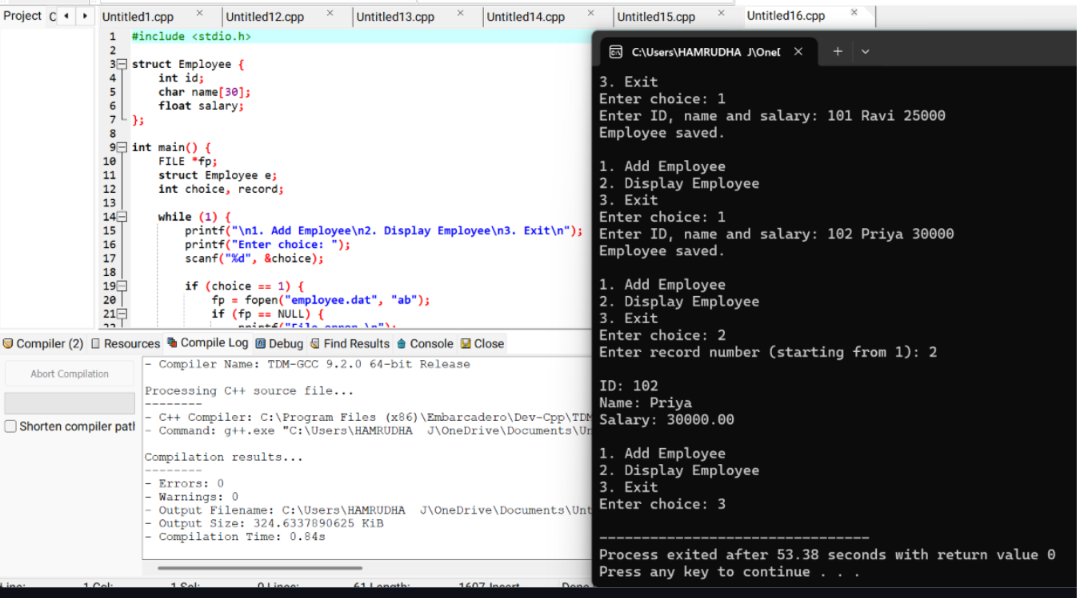 Project C Untitled1.cpp × Untitled12.cpp × Untitled13.cpp × Untitled14.cpp × Untitled15.cpp × Untitled16.cpp ×
1 #include <stdio.h>
2
3 struct Employee {
4 int id;
5 char name[30];
6 float salary;
7 };
8
9 int main() {
10 FILE *fp;
11 struct Employee e;
12 int choice, record;
13
14 while (1) {
15 printf("\n1. Add Employee\n2. Display Employee\n3. Exit\n");
16 printf("Enter choice: ");
17 scanf("%d", &choice);
18
19 if (choice == 1) {
20 fp = fopen("employee.dat", "ab");
21 if (fp == NULL) {
Compiler (2) Resources Compile Log Debug Find Results Console Close
Abort Compilation
Shorten compiler path
- Compiler Name: TDM-GCC 9.2.0 64-bit Release
Processing C++ source file...
--------
- C++ Compiler: C:\Program Files (x86)\Embarcadero\Dev-Cpp\TDM
- Command: g++.exe "C:\Users\HAMRUDHA J\OneDrive\Documents\Un
Compilation results...
--------
- Errors: 0
- Warnings: 0
- Output Filename: C:\Users\HAMRUDHA J\OneDrive\Documents\Unt
- Output Size: 324.6337890625 KiB
- Compilation Time: 0.84s
C:\Users\HAMRUDHA J\OneD × +
3. Exit
Enter choice: 1
Enter ID, name and salary: 101 Ravi 25000
Employee saved.
1. Add Employee
2. Display Employee
3. Exit
Enter choice: 1
Enter ID, name and salary: 102 Priya 30000
Employee saved.
1. Add Employee
2. Display Employee
3. Exit
Enter choice: 2
Enter record number (starting from 1): 2
ID: 102
Name: Priya
Salary: 30000.00
1. Add Employee
2. Display Employee
3. Exit
Enter choice: 3
--------------------------------
Process exited after 53.38 seconds with return value 0
Press any key to continue . . .